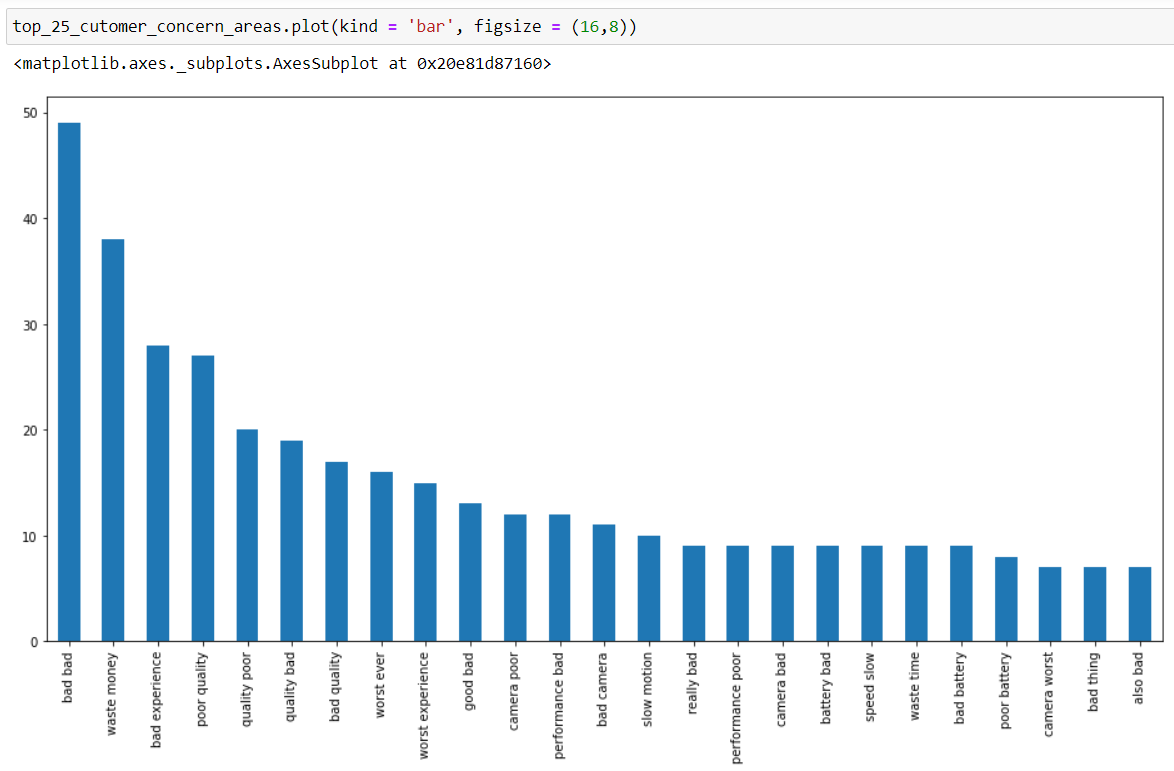 top_25_cutomer_concern_areas.plot(kind = 'bar', figsize = (16,8))
<matplotlib.axes._subplots.AxesSubplot at 0x20e81d87160>
50
40
30
20
10
0
bad bad
waste money
bad experience
poor quality
quality poor
quality bad
bad quality
worst ever
worst experience
good bad
camera poor
performance bad
bad camera
slow motion
really bad
performance poor
camera bad
battery bad
speed slow
waste time
bad battery
poor battery
camera worst
bad thing
also bad